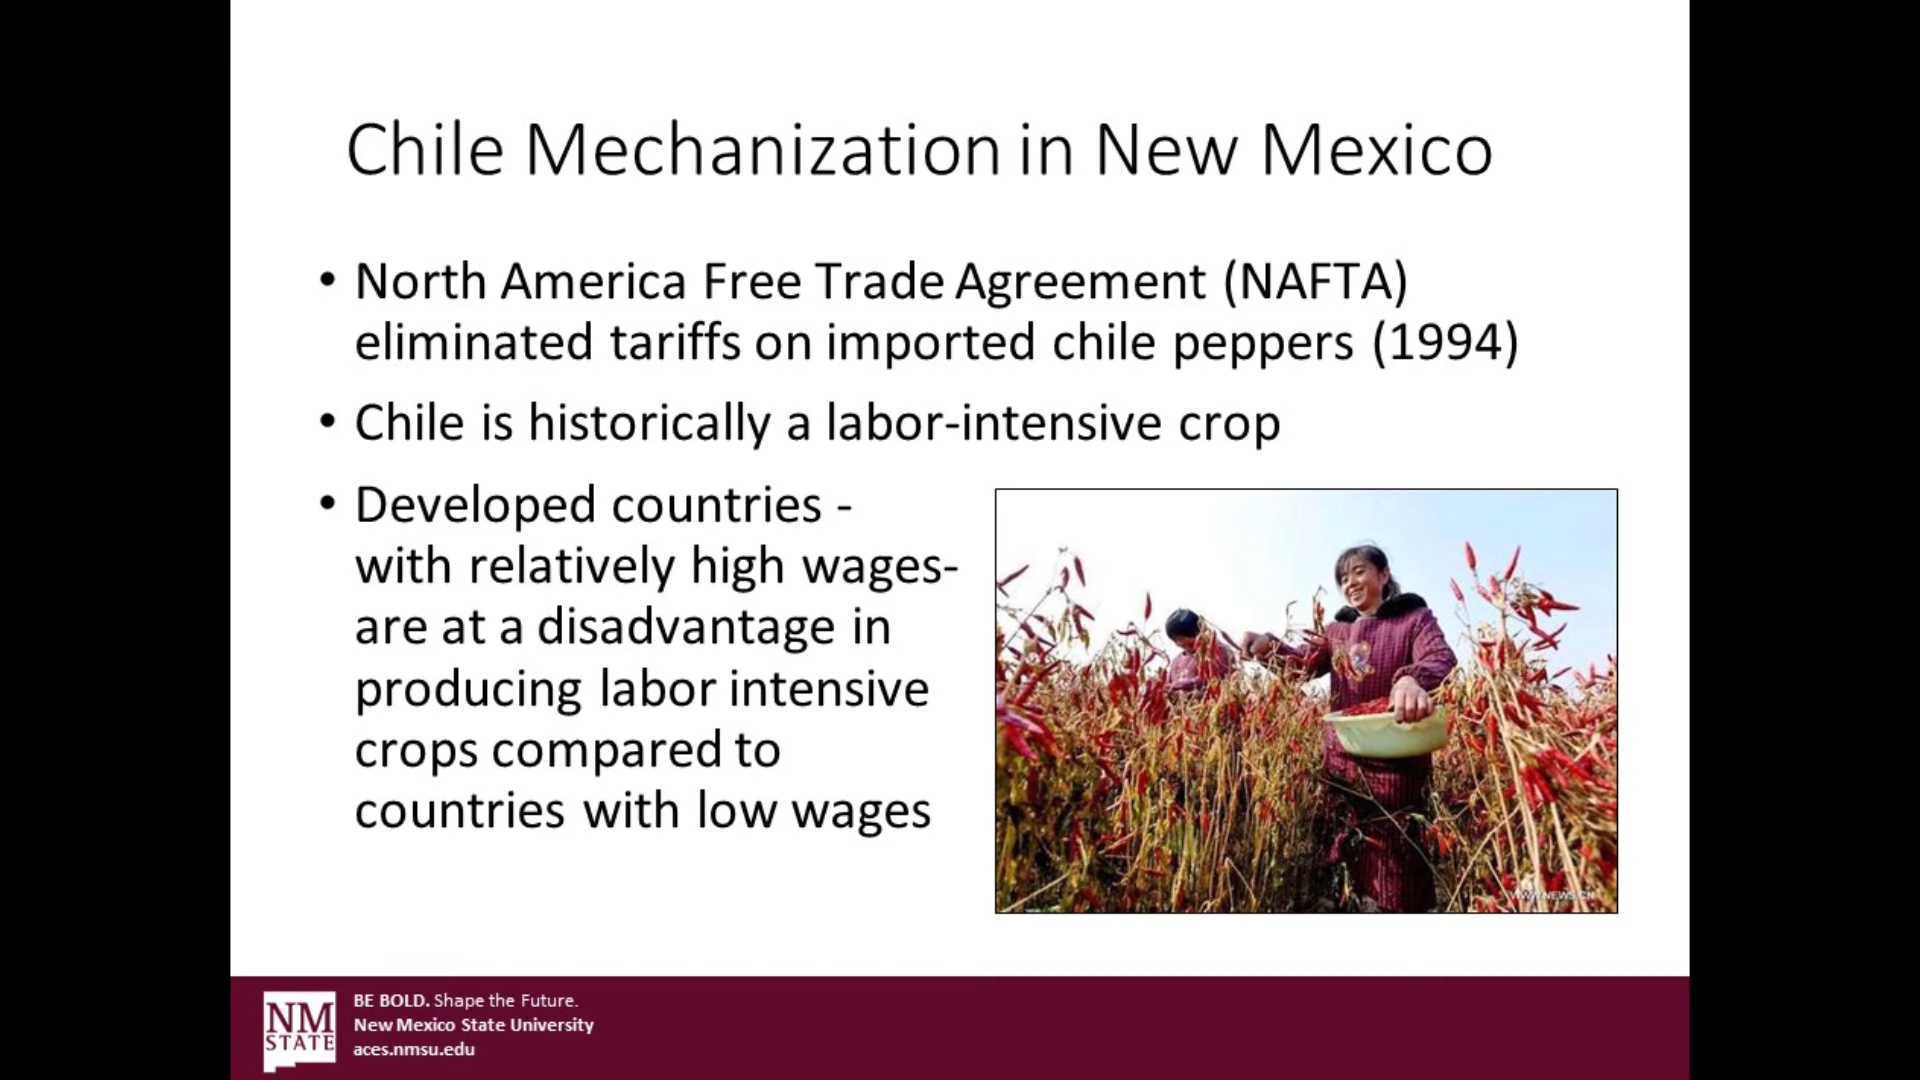 Chile Mechanization in New Mexico
• North America Free Trade Agreement (NAFTA)
eliminated tariffs on imported chile peppers (1994)
• Chile is historically a labor-intensive crop
• Developed countries -
with relatively high wages-
are at a disadvantage in
producing labor intensive
crops compared to
countries with low wages
WWW.NEWS.CN
NM
STATE
BE BOLD. Shape the Future.
New Mexico State University
aces.nmsu.edu